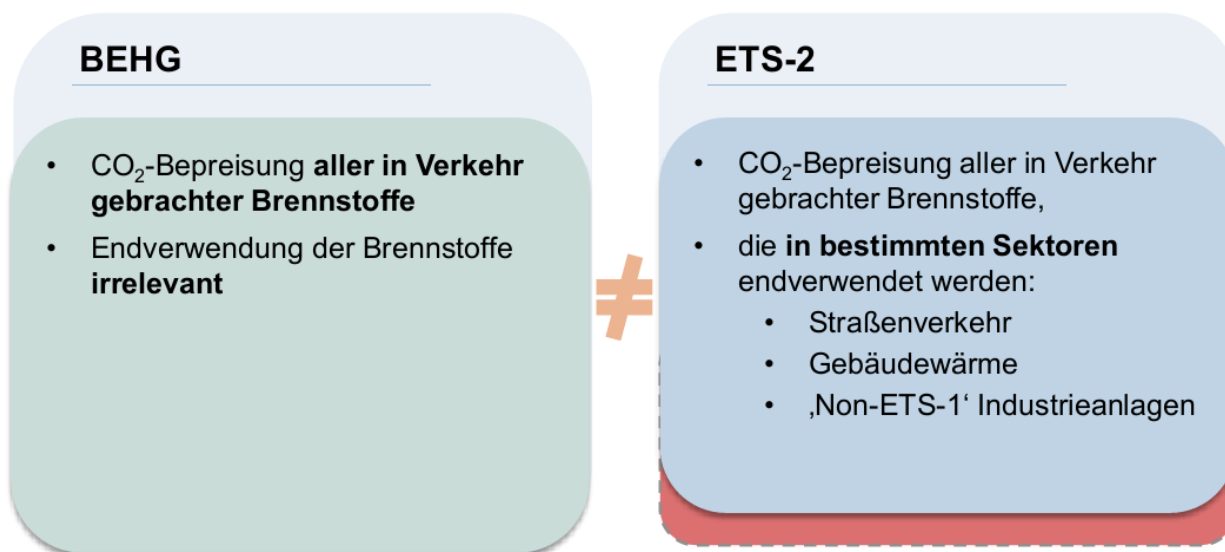 BEHG
• CO₂-Bepreisung aller in Verkehr
gebrachter Brennstoffe
• Endverwendung der Brennstoffe
irrelevant
≠
ETS-2
• CO₂-Bepreisung aller in Verkehr
gebrachter Brennstoffe,
• die in bestimmten Sektoren
endverwendet werden:
• Straßenverkehr
• Gebäudewärme
• ‚Non-ETS-1‘ Industrieanlagen